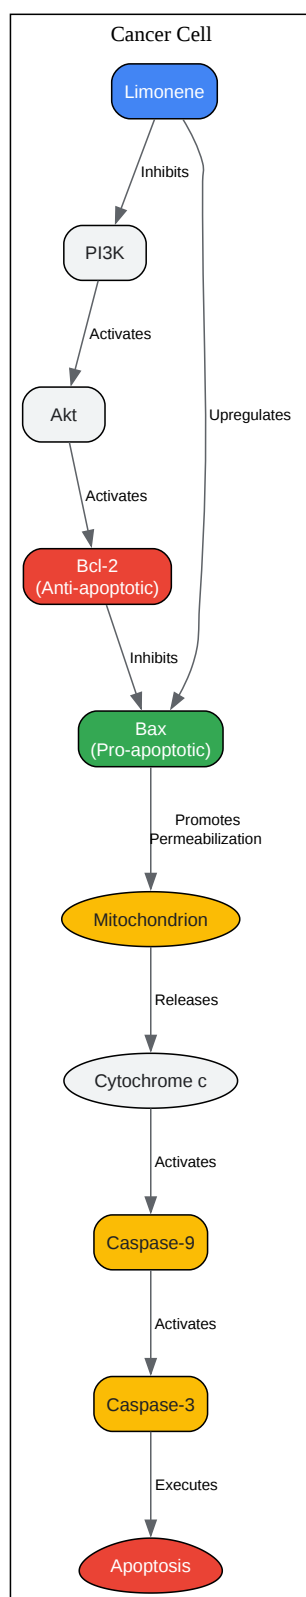 Cancer Cell
Limonene
Inhibits
PI3K
Activates
Akt
Upregulates
Activates
Bcl-2
(Anti-apoptotic)
Inhibits
Bax
(Pro-apoptotic)
Promotes
Permeabilization
Mitochondrion
Releases
Cytochrome c
Activates
Caspase-9
Activates
Caspase-3
Executes
Apoptosis